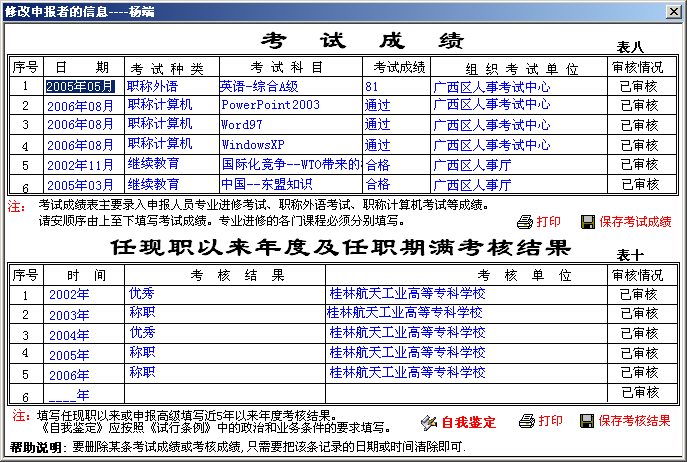 修改申报者的信息----杨端
考 试 成 绩
表八
序号 日 期 考 试 种 类 考 试 科 目 考试成绩 组 织 考 试 单 位 审核情况
1 2005年05月 职称外语 英语-综合A级 81 广西区人事考试中心 已审核
2 2006年08月 职称计算机 PowerPoint2003 通过 广西区人事考试中心 已审核
3 2006年08月 职称计算机 Word97 通过 广西区人事考试中心 已审核
4 2006年08月 职称计算机 WindowsXP 通过 广西区人事考试中心 已审核
5 2002年11月 继续教育 国际化竞争--WTO带来的 合格 广西区人事厅 已审核
6 2005年03月 继续教育 中国--东盟知识 合格 广西区人事厅 已审核
注: 考试成绩表主要录入申报人员专业进修考试、职称外语考试、职称计算机考试等成绩。
请安顺序由上至下填写考试成绩。专业进修的各门课程必须分别填写。
打印 保存考试成绩
任现职以来年度及任职期满考核结果
表十
序号 时 间 考 核 结 果 考 核 单 位 审核情况
1 2002年 优秀 桂林航天工业高等专科学校 已审核
2 2003年 称职 桂林航天工业高等专科学校 已审核
3 2004年 优秀 桂林航天工业高等专科学校 已审核
4 2005年 称职 桂林航天工业高等专科学校 已审核
5 2006年 称职 桂林航天工业高等专科学校 已审核
6 ____年 已审核
注: 填写任现职以来或申报高级填写近5年以来年度考核结果。
《自我鉴定》应按照《试行条例》中的政治和业务条件的要求填写。
自我鉴定 打印 保存考核结果
帮助说明: 要删除某条考试成绩或考核成绩,只需要把该条记录的日期或时间清除即可.